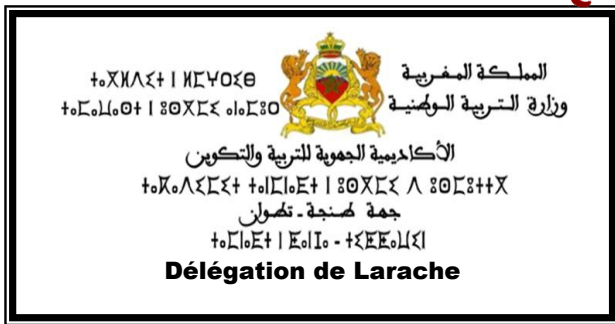 المملكة المغربية
ⵜⴰⴳⵍⴷⵉⵜ ⵏ ⵍⵎⵖⵔⵉⴱ
وزارة التربية الوطنية
ⵜⴰⵎⴰⵡⴰⵙⵜ ⵏ ⵓⵙⴳⵎⵉ ⴰⵏⴰⵎⵓⵔ
الأكاديمية الجهوية للتربية والتكوين
ⵜⴰⴽⴰⴷⵉⵎⵉⵜ ⵜⴰⵏⵎⵏⴰⴹⵜ ⵏ ⵓⵙⴳⵎⵉ ⴷ ⵓⵙⵎⵓⵜⵜⴳ
جهة طنجة - تطوان
ⵜⴰⵎⵏⴰⴹⵜ ⵏ ⵟⴰⵏⵊⴰ - ⵜⵉⵟⵟⴰⵡⵉⵏ
Délégation de Larache